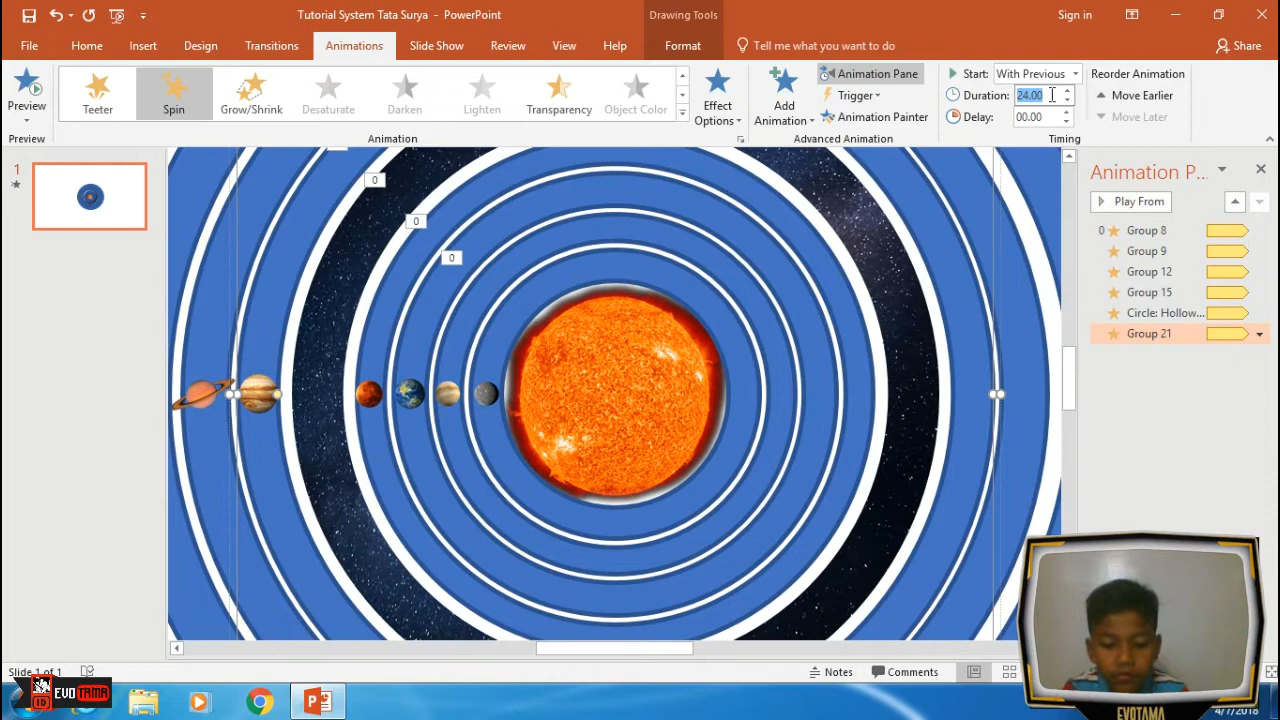 Tutorial System Tata Surya - PowerPoint
Drawing Tools
Sign in
File
Home
Insert
Design
Transitions
Animations
Slide Show
Review
View
Help
Format
Tell me what you want to do
Share
Preview
Teeter
Spin
Grow/Shrink
Desaturate
Darken
Lighten
Transparency
Object Color
Effect
Options
Add
Animation
Animation Pane
Trigger
Animation Painter
Start:
With Previous
Duration:
24.00
Delay:
00.00
Reorder Animation
Move Earlier
Move Later
Preview
Animation
Advanced Animation
Timing
1
0
0
0
Animation P...
Play From
0 Group 8
Group 9
Group 12
Group 15
Circle: Hollow...
Group 21
Slide 1 of 1
Notes
Comments
ID
EVOTAMA
EVOTAMA
4/7/2018